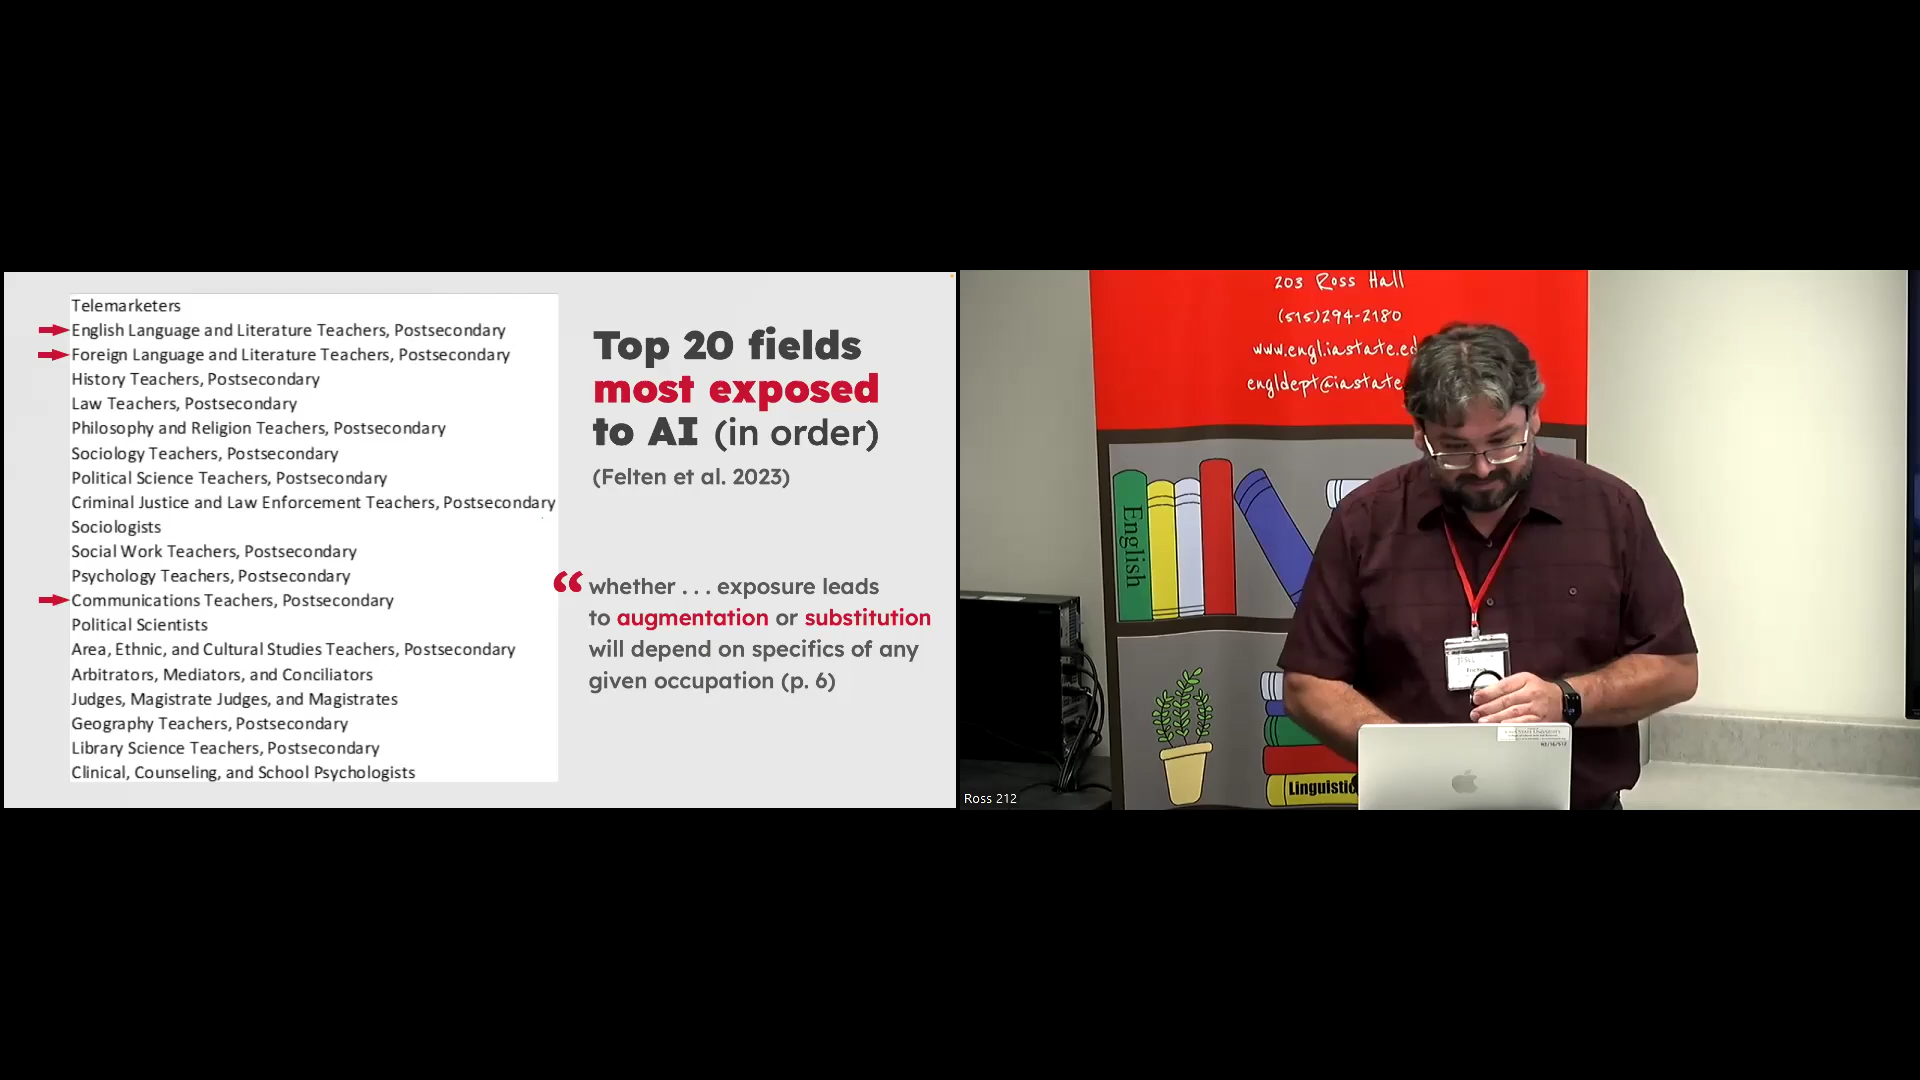 Telemarketers
English Language and Literature Teachers, Postsecondary
Foreign Language and Literature Teachers, Postsecondary
History Teachers, Postsecondary
Law Teachers, Postsecondary
Philosophy and Religion Teachers, Postsecondary
Sociology Teachers, Postsecondary
Political Science Teachers, Postsecondary
Criminal Justice and Law Enforcement Teachers, Postsecondary
Sociologists
Social Work Teachers, Postsecondary
Psychology Teachers, Postsecondary
Communications Teachers, Postsecondary
Political Scientists
Area, Ethnic, and Cultural Studies Teachers, Postsecondary
Arbitrators, Mediators, and Conciliators
Judges, Magistrate Judges, and Magistrates
Geography Teachers, Postsecondary
Library Science Teachers, Postsecondary
Clinical, Counseling, and School Psychologists
Top 20 fields
most exposed
to AI (in order)
(Felten et al. 2023)
“ whether . . . exposure leads
to augmentation or substitution
will depend on specifics of any
given occupation (p. 6)
203 Ross Hall
(515)294-2180
www.engl.iastate.ed
engldept@iastate
English
Linguistic
Ross 212